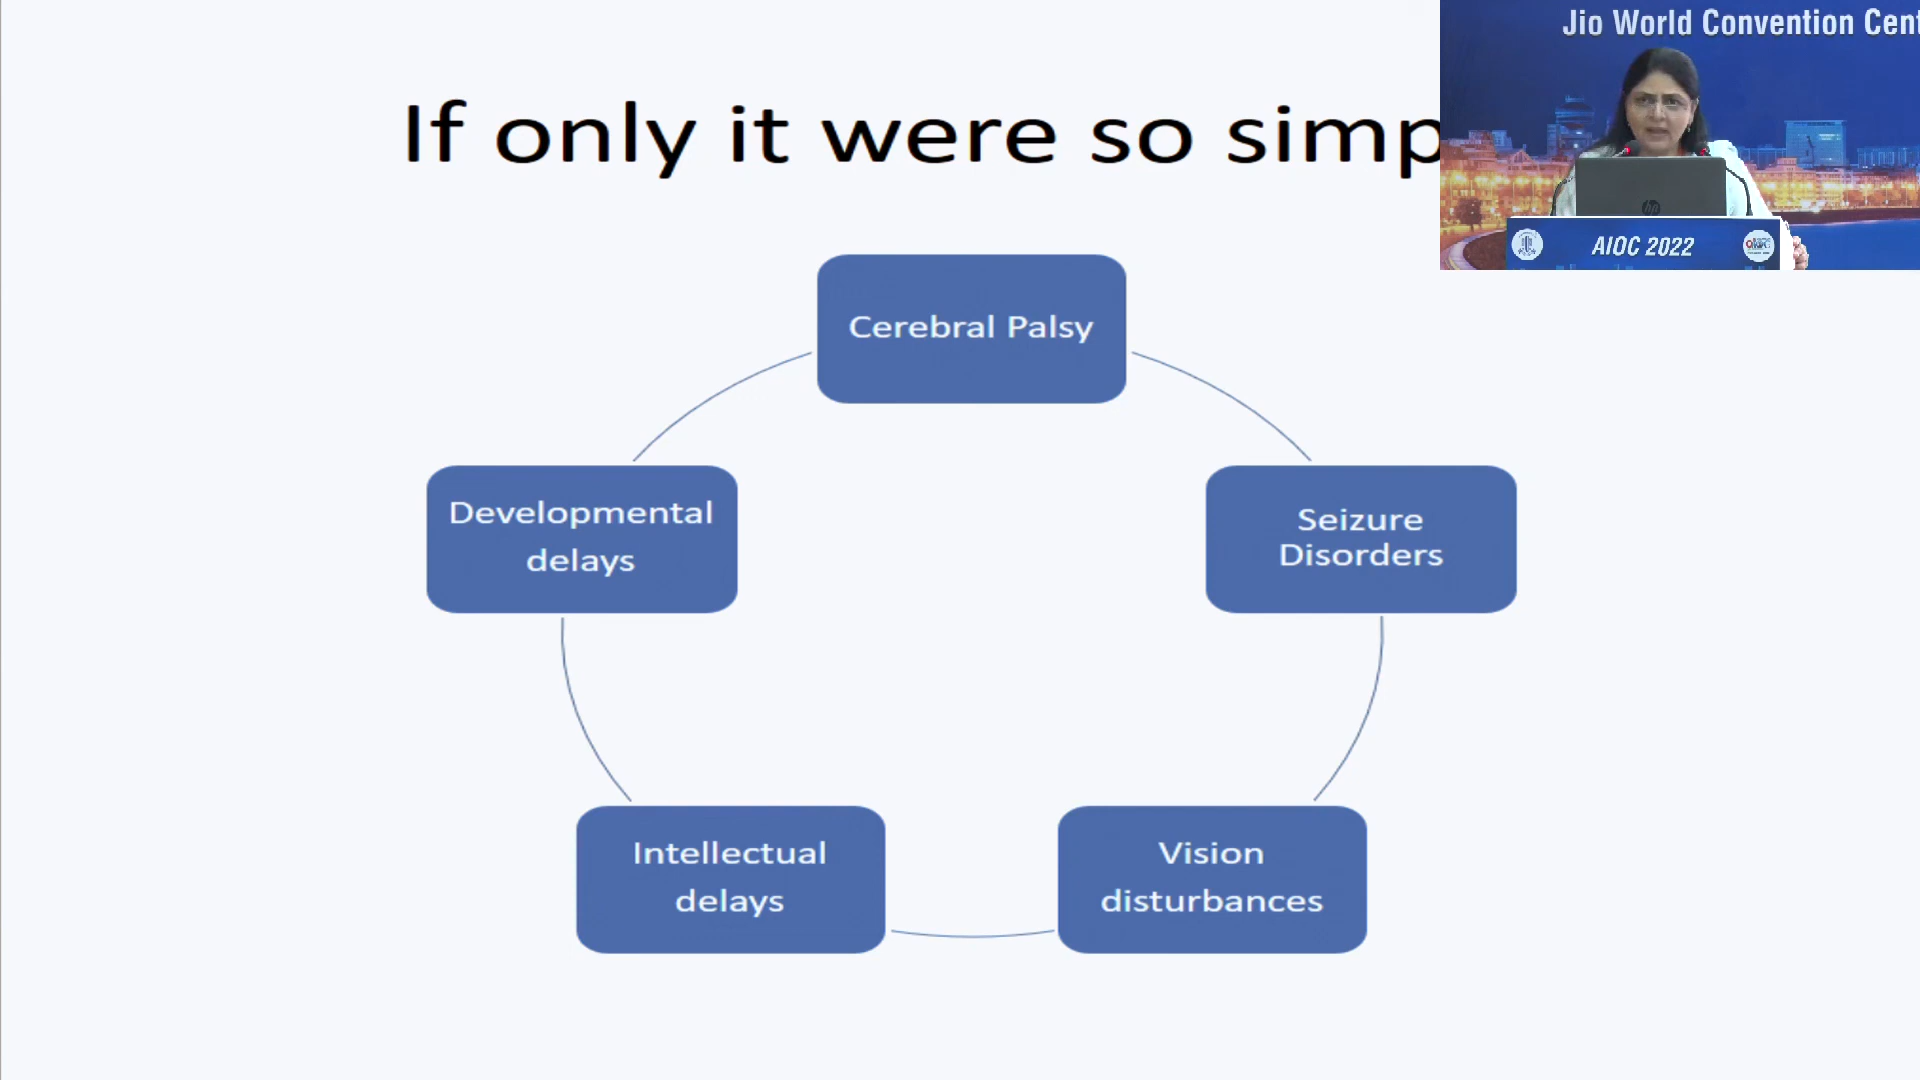 If only it were so simp
Jio World Convention Cent
hp
AIOC 2022
Cerebral Palsy
Developmental
delays
Seizure
Disorders
Intellectual
delays
Vision
disturbances